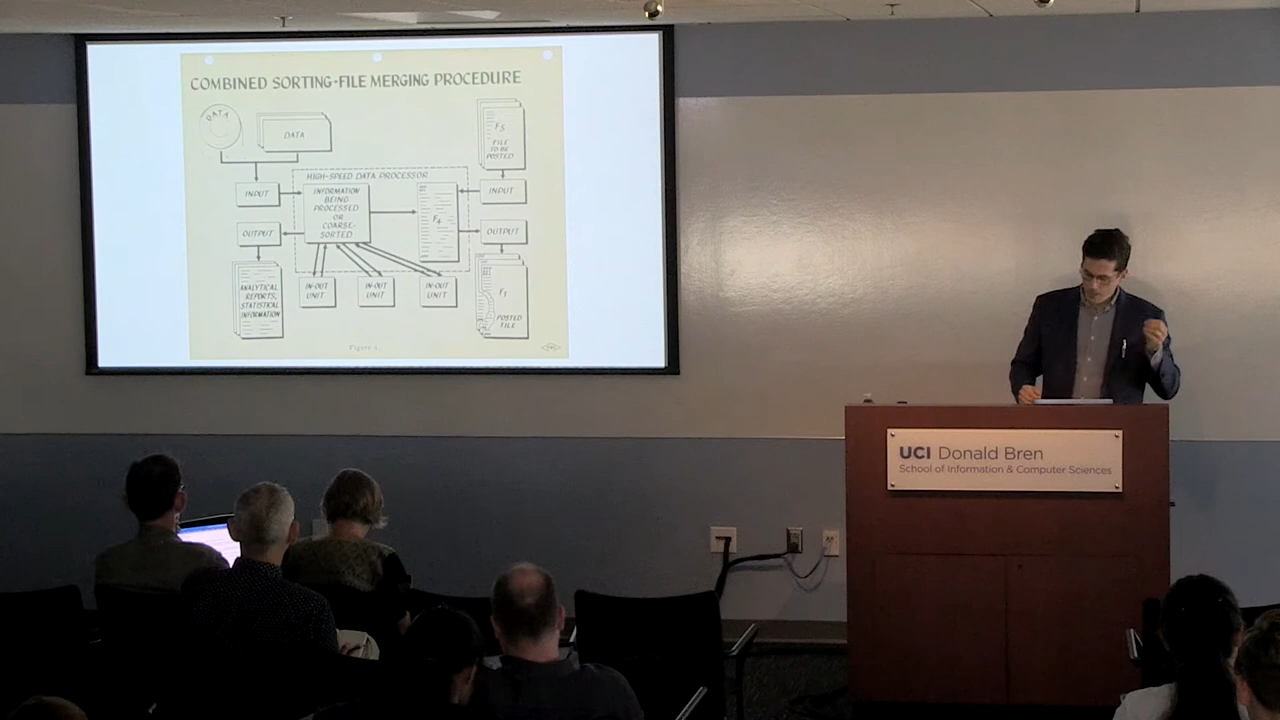 COMBINED SORTING-FILE MERGING PROCEDURE
DATA
DATA
F5
FILE
TO BE
POSTED
HIGH-SPEED DATA PROCESSOR
INPUT
INFORMATION
BEING
PROCESSED
OR
COARSE-
SORTED
F4
INPUT
OUTPUT
OUTPUT
ANALYTICAL
REPORTS,
STATISTICAL
INFORMATION
IN-OUT
UNIT
IN-OUT
UNIT
IN-OUT
UNIT
POSTED
FILE
UCI Donald Bren
School of Information & Computer Sciences